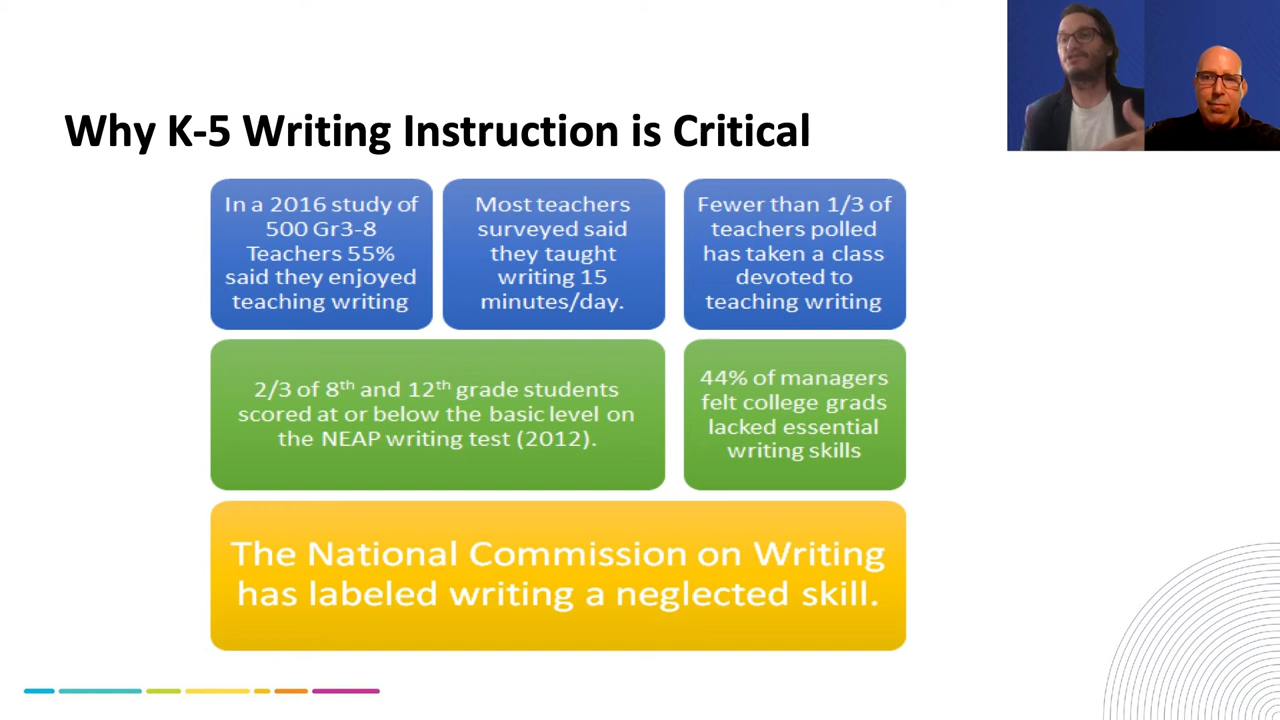 Why K-5 Writing Instruction is Critical
In a 2016 study of
500 Gr3-8
Teachers 55%
said they enjoyed
teaching writing
Most teachers
surveyed said
they taught
writing 15
minutes/day.
Fewer than 1/3 of
teachers polled
has taken a class
devoted to
teaching writing
2/3 of 8th and 12th grade students
scored at or below the basic level on
the NEAP writing test (2012).
44% of managers
felt college grads
lacked essential
writing skills
The National Commission on Writing
has labeled writing a neglected skill.